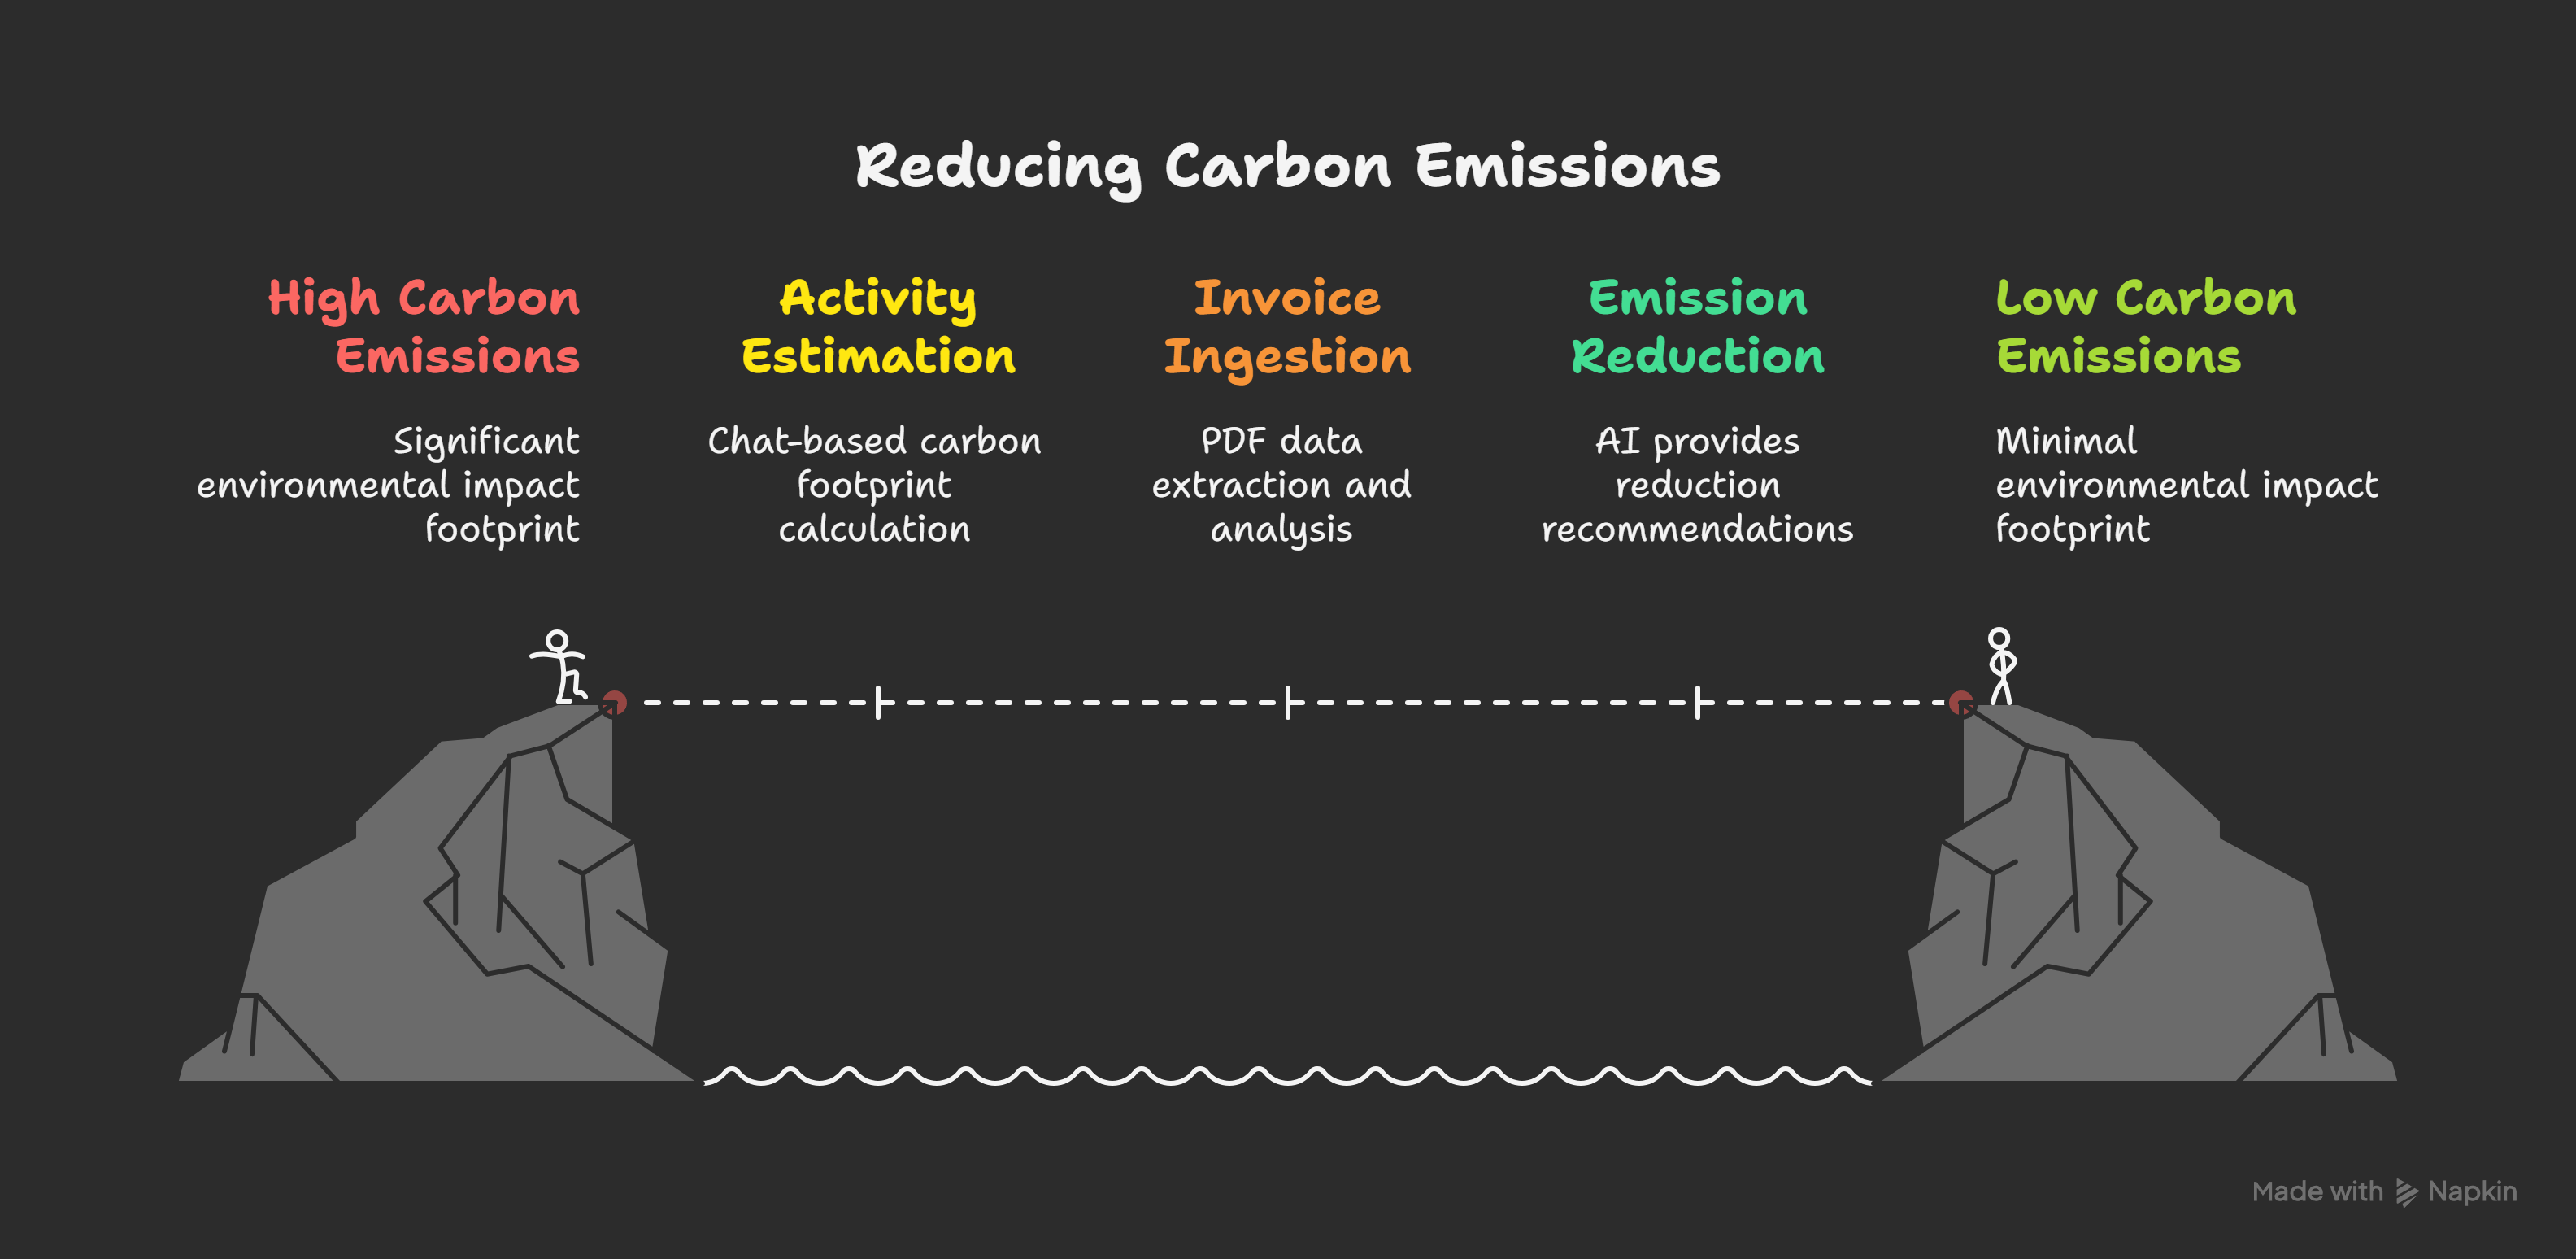 Reducing Carbon Emissions
High Carbon
Emissions
Significant
environmental impact
footprint
Activity
Estimation
Chat-based carbon
footprint
calculation
Invoice
Ingestion
PDF data
extraction and
analysis
Emission
Reduction
AI provides
reduction
recommendations
Low Carbon
Emissions
Minimal
environmental impact
footprint
Made with Napkin